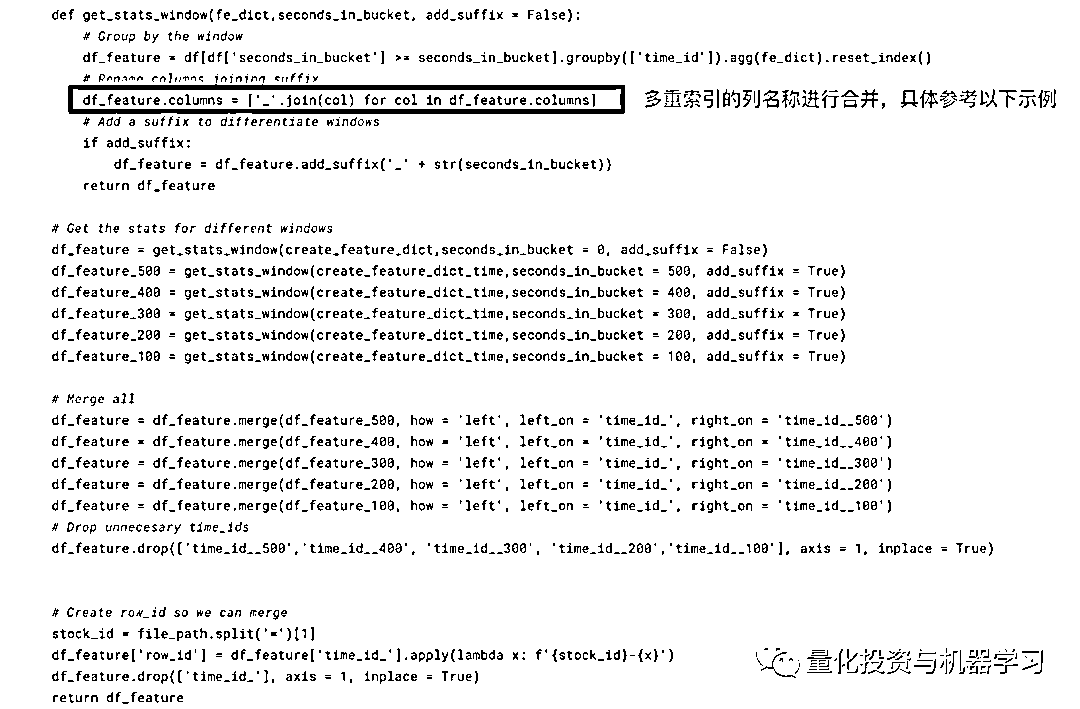 def get_stats_window(fe_dict,seconds_in_bucket, add_suffix = False):
# Group by the window
df_feature = df[df['seconds_in_bucket'] >= seconds_in_bucket].groupby(['time_id']).agg(fe_dict).reset_index()
# Rename columns joining suffix
df_feature.columns = ['_'.join(col) for col in df_feature.columns] 多重索引的列名称进行合并，具体参考以下示例
# Add a suffix to differentiate windows
if add_suffix:
df_feature = df_feature.add_suffix('_' + str(seconds_in_bucket))
return df_feature
# Get the stats for different windows
df_feature = get_stats_window(create_feature_dict,seconds_in_bucket = 0, add_suffix = False)
df_feature_500 = get_stats_window(create_feature_dict_time,seconds_in_bucket = 500, add_suffix = True)
df_feature_400 = get_stats_window(create_feature_dict_time,seconds_in_bucket = 400, add_suffix = True)
df_feature_300 = get_stats_window(create_feature_dict_time,seconds_in_bucket = 300, add_suffix = True)
df_feature_200 = get_stats_window(create_feature_dict_time,seconds_in_bucket = 200, add_suffix = True)
df_feature_100 = get_stats_window(create_feature_dict_time,seconds_in_bucket = 100, add_suffix = True)
# Merge all
df_feature = df_feature.merge(df_feature_500, how = 'left', left_on = 'time_id_', right_on = 'time_id__500')
df_feature = df_feature.merge(df_feature_400, how = 'left', left_on = 'time_id_', right_on = 'time_id__400')
df_feature = df_feature.merge(df_feature_300, how = 'left', left_on = 'time_id_', right_on = 'time_id__300')
df_feature = df_feature.merge(df_feature_200, how = 'left', left_on = 'time_id_', right_on = 'time_id__200')
df_feature = df_feature.merge(df_feature_100, how = 'left', left_on = 'time_id_', right_on = 'time_id__100')
# Drop unnecesary time_ids
df_feature.drop(['time_id__500','time_id__400', 'time_id__300', 'time_id__200','time_id__100'], axis = 1, inplace = True)
# Create row_id so we can merge
stock_id = file_path.split('=')[1]
df_feature['row_id'] = df_feature['time_id_'].apply(lambda x: f'{stock_id}-{x}')
df_feature.drop(['time_id_'], axis = 1, inplace = True)
return df_feature
量化投资与机器学习